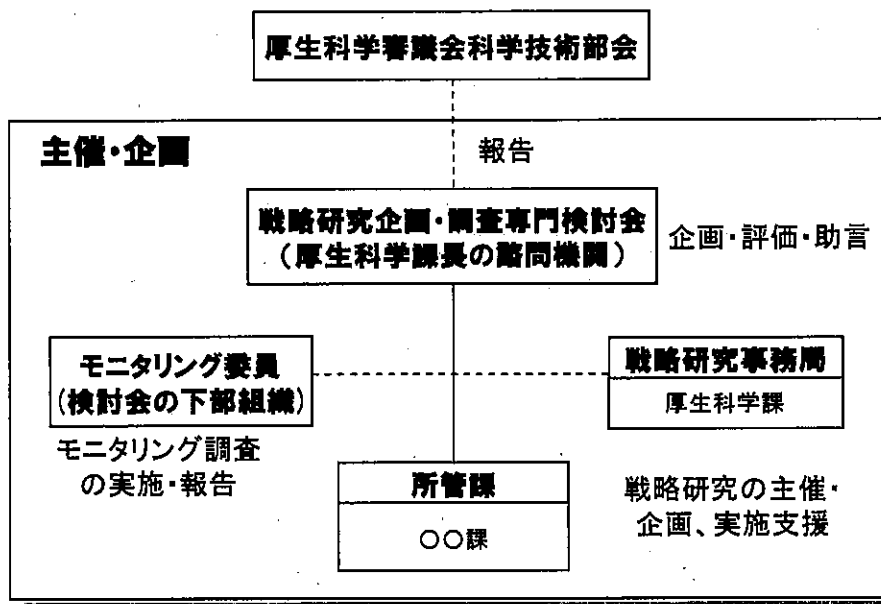 厚生科学審議会科学技術部会
主催・企画
報告
戦略研究企画・調査専門検討会
（厚生科学課長の諮問機関）
企画・評価・助言
モニタリング委員
(検討会の下部組織)
モニタリング調査
の実施・報告
戦略研究事務局
厚生科学課
戦略研究の主催・
企画、実施支援
所管課
〇〇課